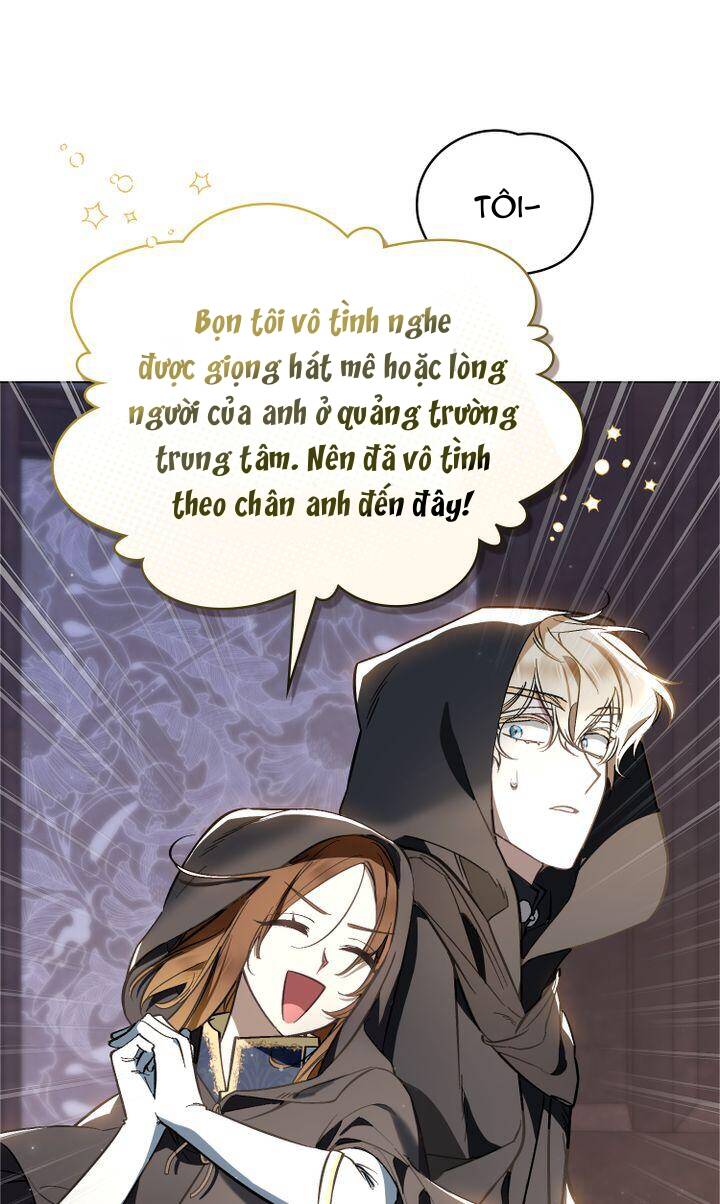 TÔI-
Bọn tôi vô tình nghe
được giọng hát mê hoặc lòng
người của anh ở quảng trường
trung tâm. Nên đã vô tình
theo chân anh đến đây!